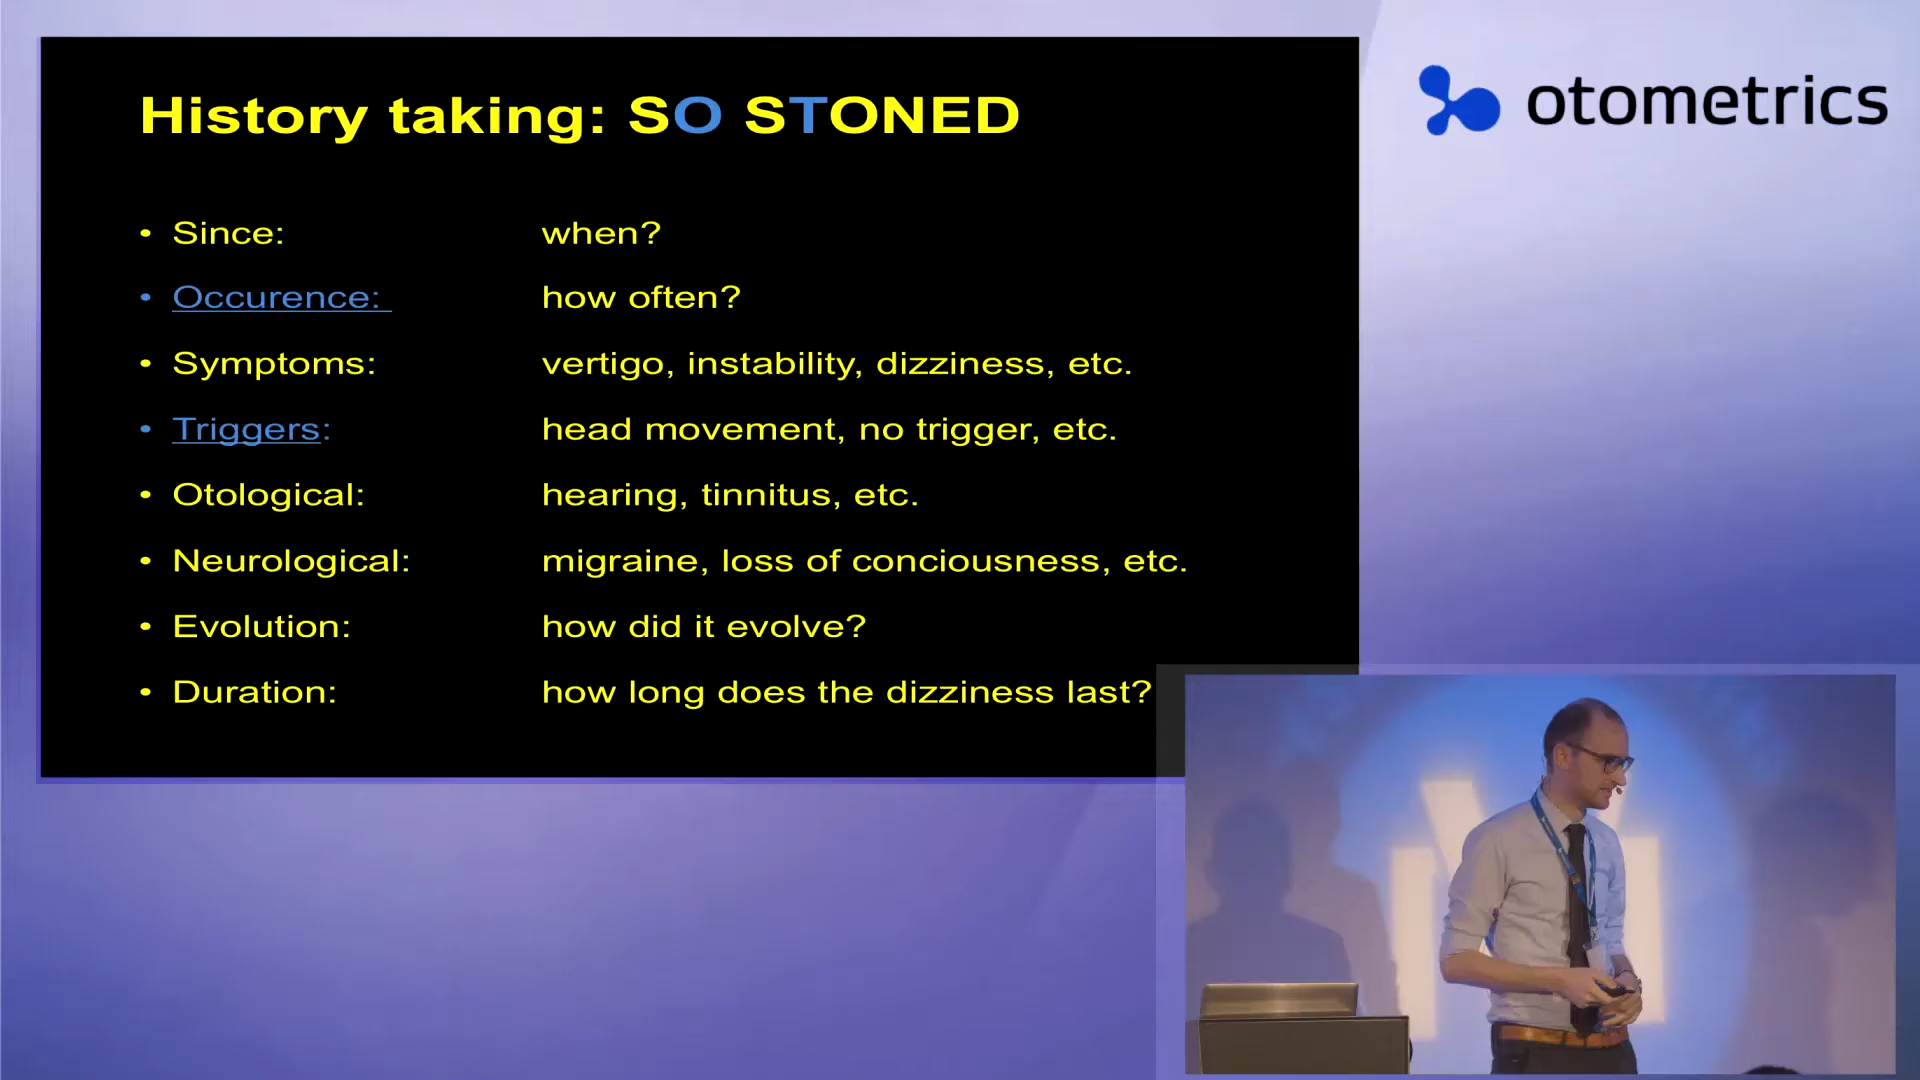 History taking: SO STONED
• Since: when?
• Occurence: how often?
• Symptoms: vertigo, instability, dizziness, etc.
• Triggers: head movement, no trigger, etc.
• Otological: hearing, tinnitus, etc.
• Neurological: migraine, loss of conciousness, etc.
• Evolution: how did it evolve?
• Duration: how long does the dizziness last?
otometrics